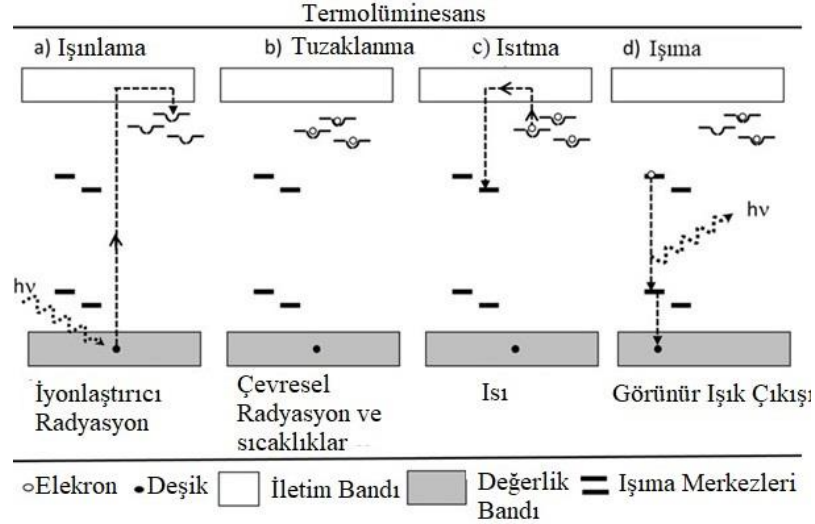 Termolüminesans
a) Işınlama
b) Tuzaklanma
c) Isıtma
d) Işıma
hν
hν
İyonlaştırıcı
Radyasyon
Çevresel
Radyasyon ve
sıcaklıklar
Isı
Görünür Işık Çıkışı
Elekron
Deşik
İletim Bandı
Değerlik
Bandı
Işıma Merkezleri